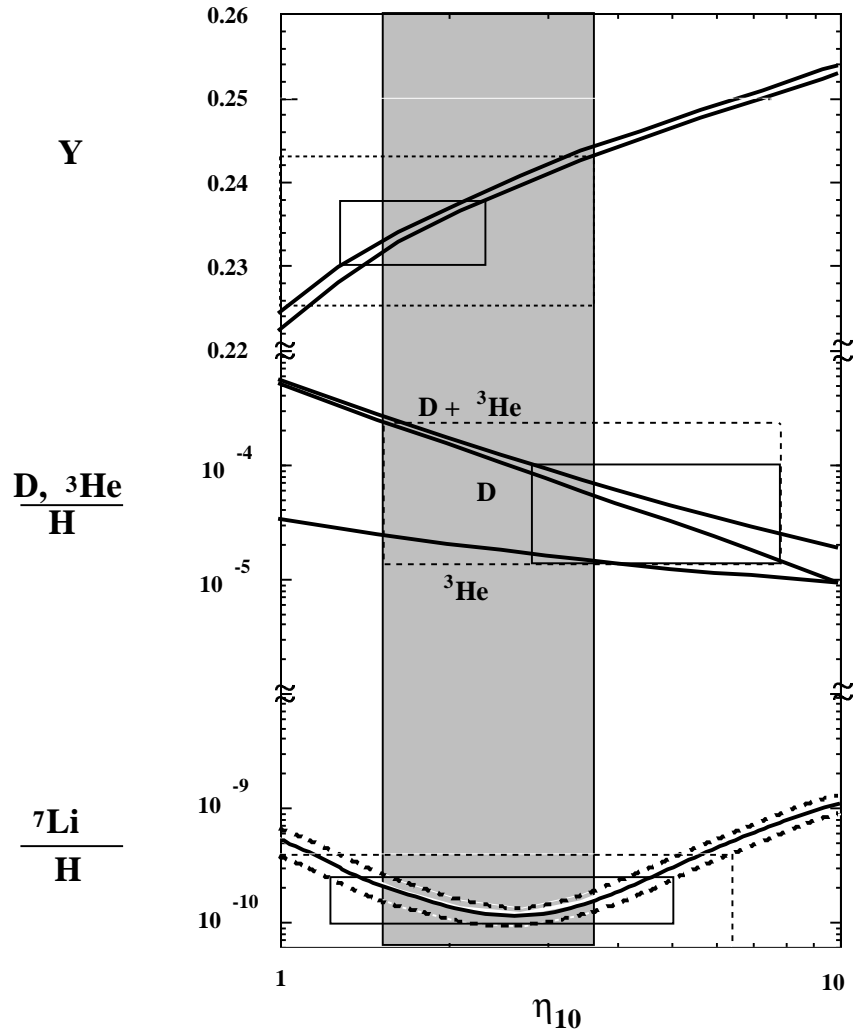 0.26
0.25
Y
0.24
0.23
0.22
D + ³He
10 ⁻⁴
D, ³He
H
D
10 ⁻⁵
³He
10 ⁻⁹
⁷Li
H
10 ⁻¹⁰
1
10
η₁₀